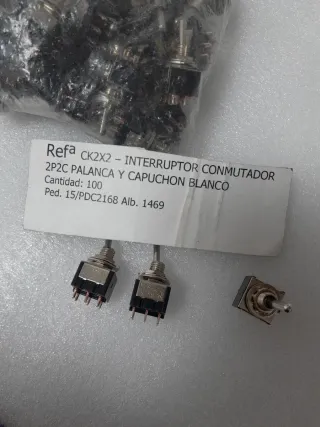 Refª CK2X2 – INTERRUPTOR CONMUTADOR
2P2C PALANCA Y CAPUCHON BLANCO
Cantidad: 100
Ped. 15/PDC2168 Alb. 1469